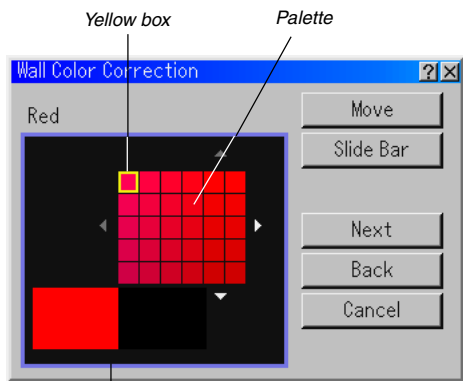 Yellow box
Palette
Wall Color Correction
Red
Move
Slide Bar
Next
Back
Cancel